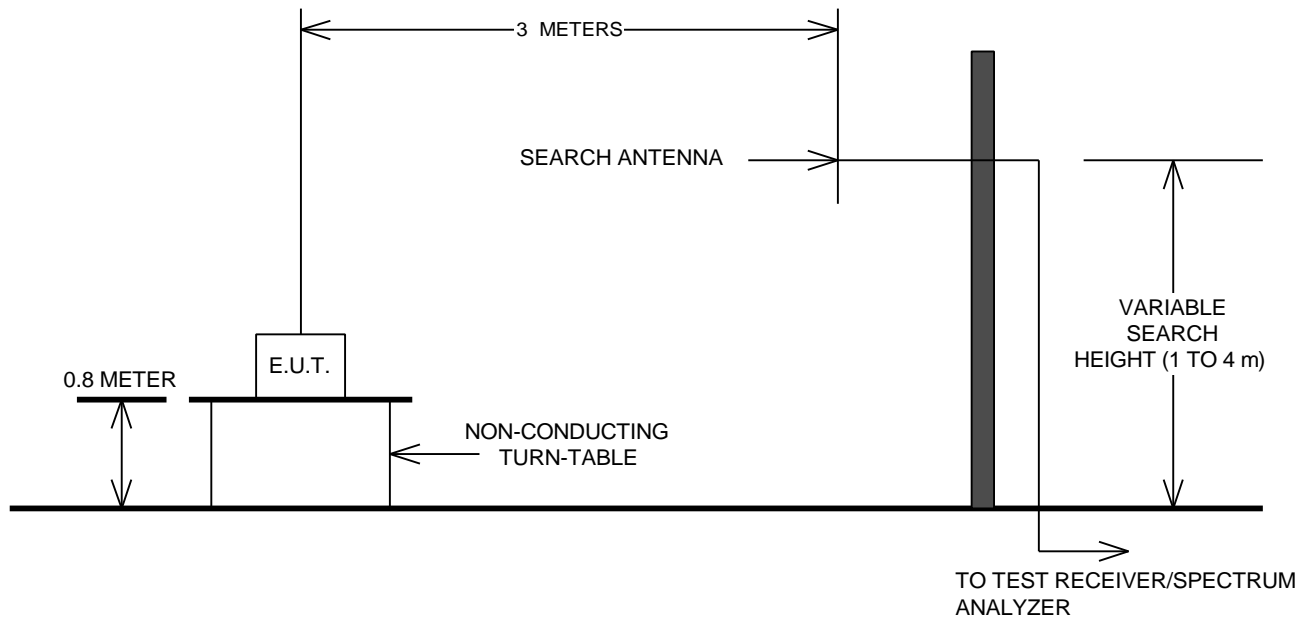 3 METERS
SEARCH ANTENNA
VARIABLE
SEARCH
HEIGHT (1 TO 4 m)
E.U.T.
0.8 METER
NON-CONDUCTING
TURN-TABLE
TO TEST RECEIVER/SPECTRUM
ANALYZER